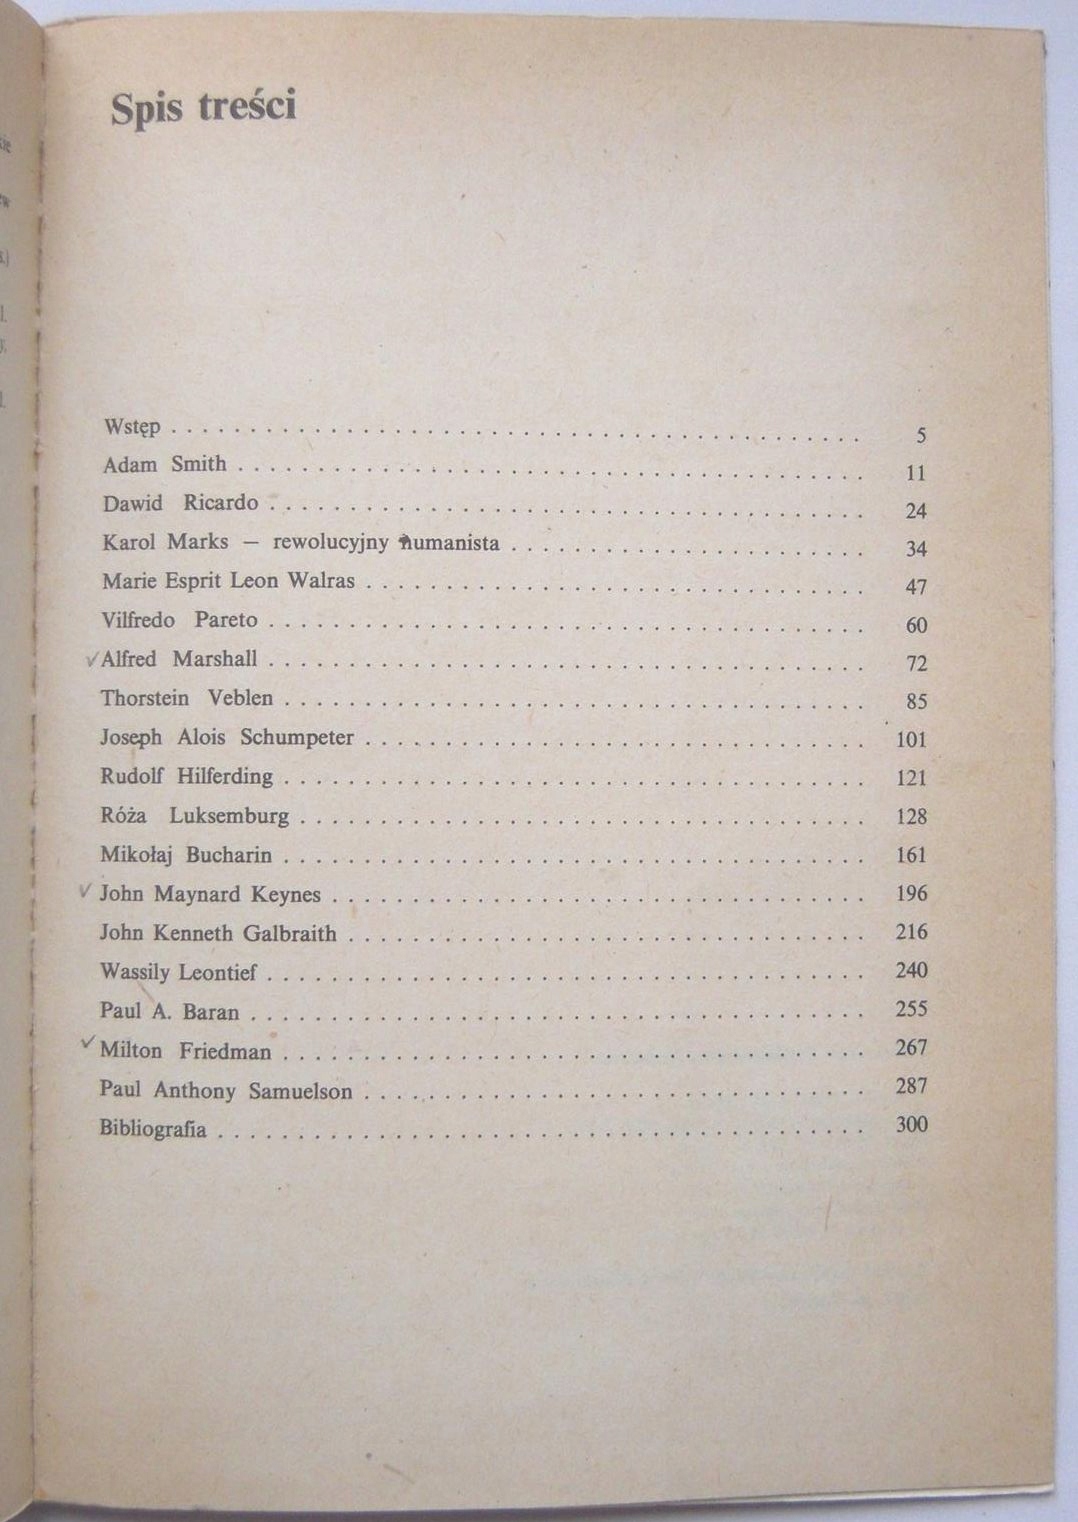 Spis treści
Wstęp . . . . . . . . . . . . . . . . . . . . 5
Adam Smith . . . . . . . . . . . . . . . . . . . . 11
Dawid Ricardo . . . . . . . . . . . . . . . . . . . . 24
Karol Marks — rewolucyjny humanista . . . . . . . . . . . . . . . . . . . . 34
Marie Esprit Leon Walras . . . . . . . . . . . . . . . . . . . . 47
Vilfredo Pareto . . . . . . . . . . . . . . . . . . . . 60
Alfred Marshall . . . . . . . . . . . . . . . . . . . . 72
Thorstein Veblen . . . . . . . . . . . . . . . . . . . . 85
Joseph Alois Schumpeter . . . . . . . . . . . . . . . . . . . . 101
Rudolf Hilferding . . . . . . . . . . . . . . . . . . . . 121
Róża Luksemburg . . . . . . . . . . . . . . . . . . . . 128
Mikołaj Bucharin . . . . . . . . . . . . . . . . . . . . 161
John Maynard Keynes . . . . . . . . . . . . . . . . . . . . 196
John Kenneth Galbraith . . . . . . . . . . . . . . . . . . . . 216
Wassily Leontief . . . . . . . . . . . . . . . . . . . . 240
Paul A. Baran . . . . . . . . . . . . . . . . . . . . 255
Milton Friedman . . . . . . . . . . . . . . . . . . . . 267
Paul Anthony Samuelson . . . . . . . . . . . . . . . . . . . . 287
Bibliografia . . . . . . . . . . . . . . . . . . . . 300